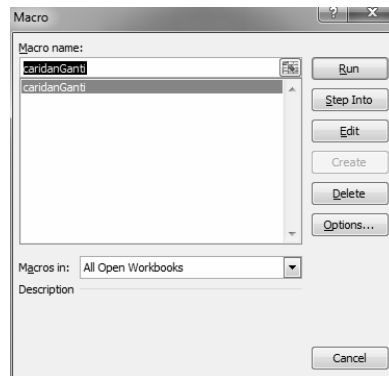 Macro
? X
Macro name:
caridanGanti
caridanGanti
Run
Step Into
Edit
Create
Delete
Options...
Macros in: All Open Workbooks
Description
Cancel